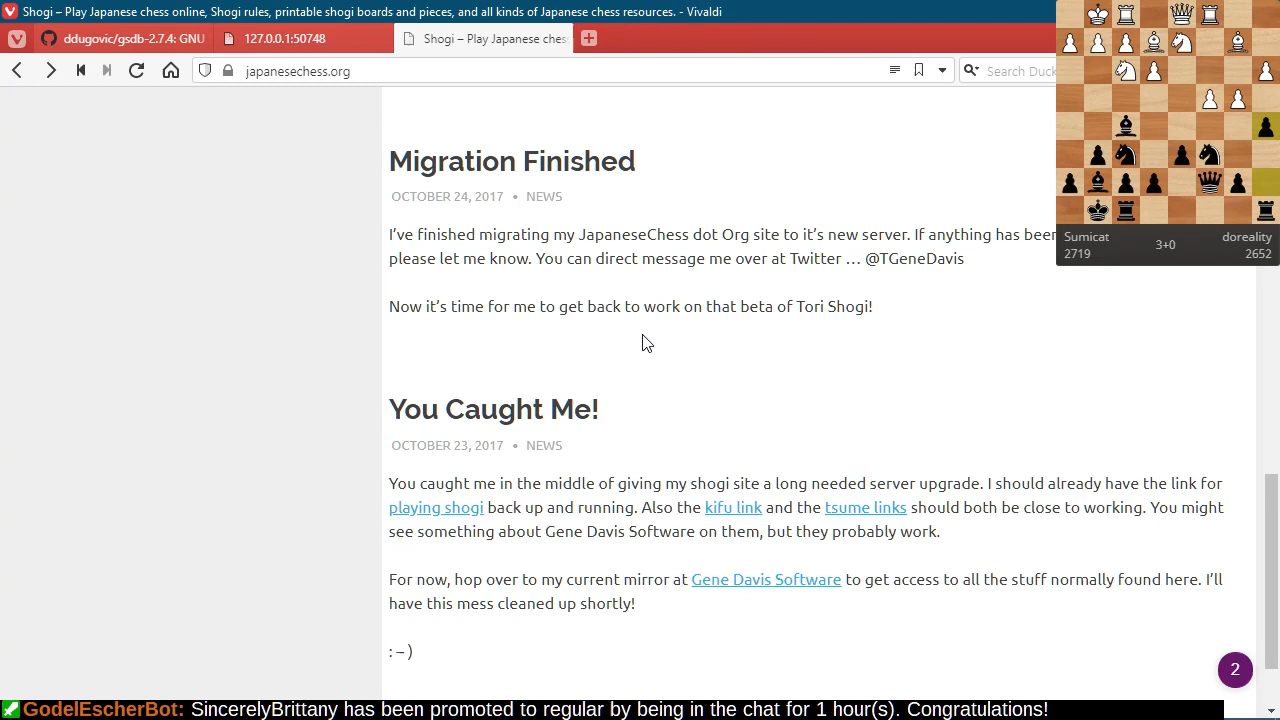 Shogi – Play Japanese chess online, Shogi rules, printable shogi boards and pieces, and all kinds of Japanese chess resources. - Vivaldi
ddugovic/gsdb-2.7.4: GNU
127.0.0.1:50748
Shogi – Play Japanese ches
japanesechess.org
Search Duck
Sumicat
2719
3+0
doreality
2652
Migration Finished
OCTOBER 24, 2017 • NEWS
I’ve finished migrating my JapaneseChess dot Org site to it’s new server. If anything has been
please let me know. You can direct message me over at Twitter … @TGeneDavis
Now it’s time for me to get back to work on that beta of Tori Shogi!
You Caught Me!
OCTOBER 23, 2017 • NEWS
You caught me in the middle of giving my shogi site a long needed server upgrade. I should already have the link for
playing shogi back up and running. Also the kifu link and the tsume links should both be close to working. You might
see something about Gene Davis Software on them, but they probably work.
For now, hop over to my current mirror at Gene Davis Software to get access to all the stuff normally found here. I’ll
have this mess cleaned up shortly!
: – )
2
GodelEscherBot: SincerelyBrittany has been promoted to regular by being in the chat for 1 hour(s). Congratulations!